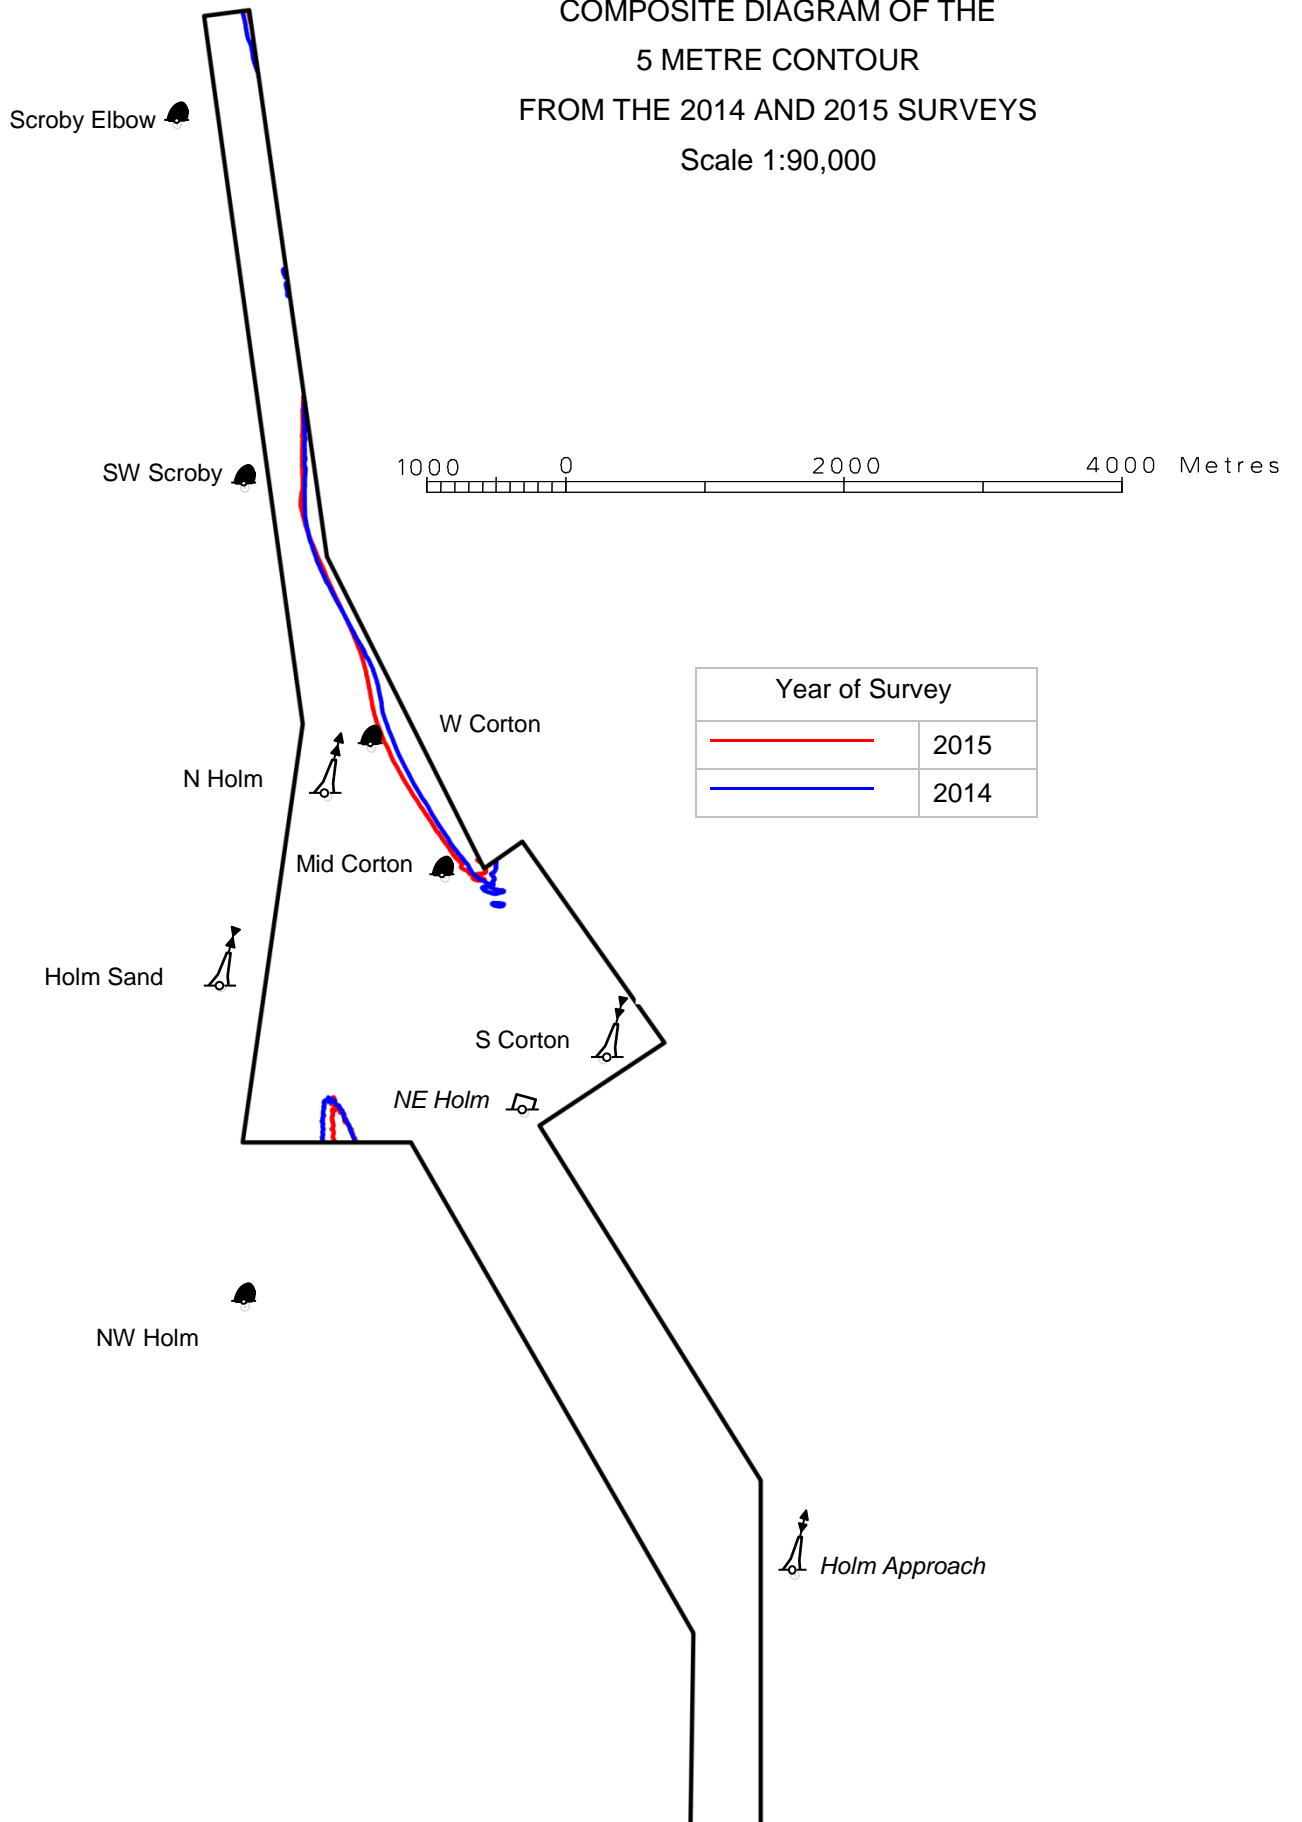 COMPOSITE DIAGRAM OF THE
5 METRE CONTOUR
FROM THE 2014 AND 2015 SURVEYS
Scale 1:90,000
Scroby Elbow
SW Scroby
1000 0 2000 4000 Metres
Year of Survey
2015
2014
W Corton
N Holm
Mid Corton
Holm Sand
S Corton
NE Holm
NW Holm
Holm Approach